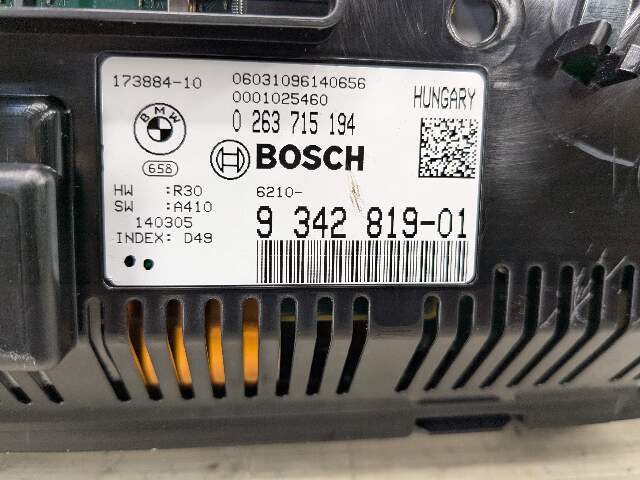 173884-10
06031096140656
0001025460
HUNGARY
0 263 715 194
BMW
658
BOSCH
HW :R30
SW :A410
140305
INDEX: D49
6210-
9 342 819-01